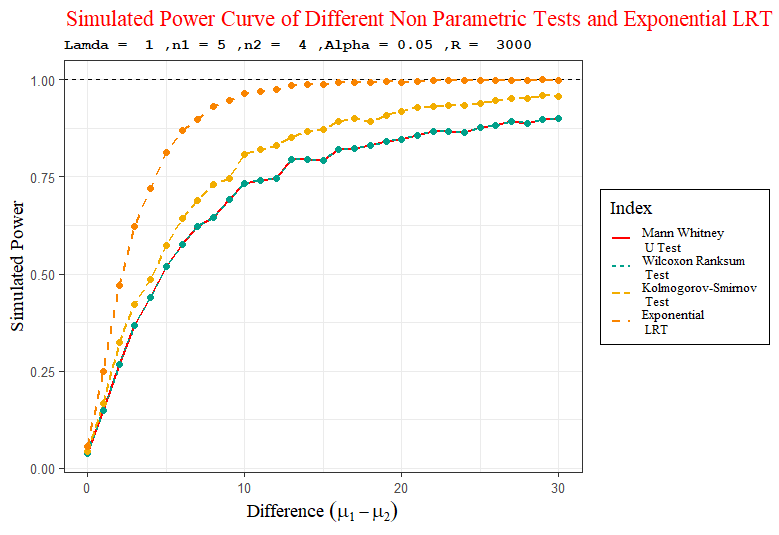 Simulated Power Curve of Different Non Parametric Tests and Exponential LRT
Lamda =  1 ,n1 = 5 ,n2 =  4 ,Alpha = 0.05 ,R =  3000
1.00
0.75
0.50
0.25
0.00
Simulated Power
0 10 20 30
Difference (μ1 − μ2)
Index
Mann Whitney
U Test
Wilcoxon Ranksum
Test
Kolmogorov-Smirnov
Test
Exponential
LRT